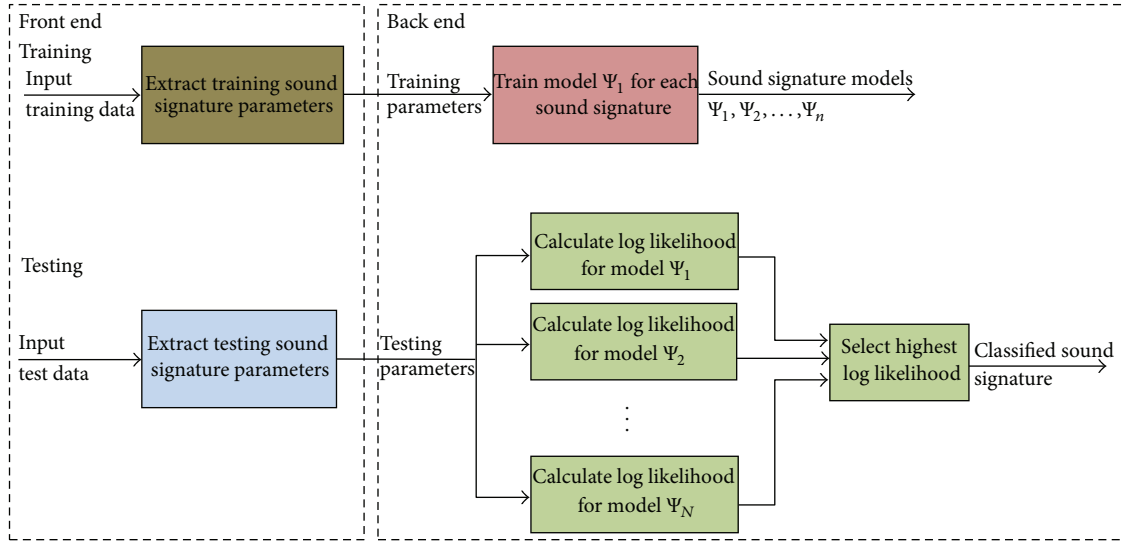 Front end
Training
Input
training data
Extract training sound
signature parameters
Back end
Training
parameters
Train model Ψ₁ for each
sound signature
Sound signature models
Ψ₁, Ψ₂, . . . , Ψₙ
Testing
Input
test data
Extract testing sound
signature parameters
Testing
parameters
Calculate log likelihood
for model Ψ₁
Calculate log likelihood
for model Ψ₂
⋮
Calculate log likelihood
for model Ψ_N
Select highest
log likelihood
Classified sound
signature